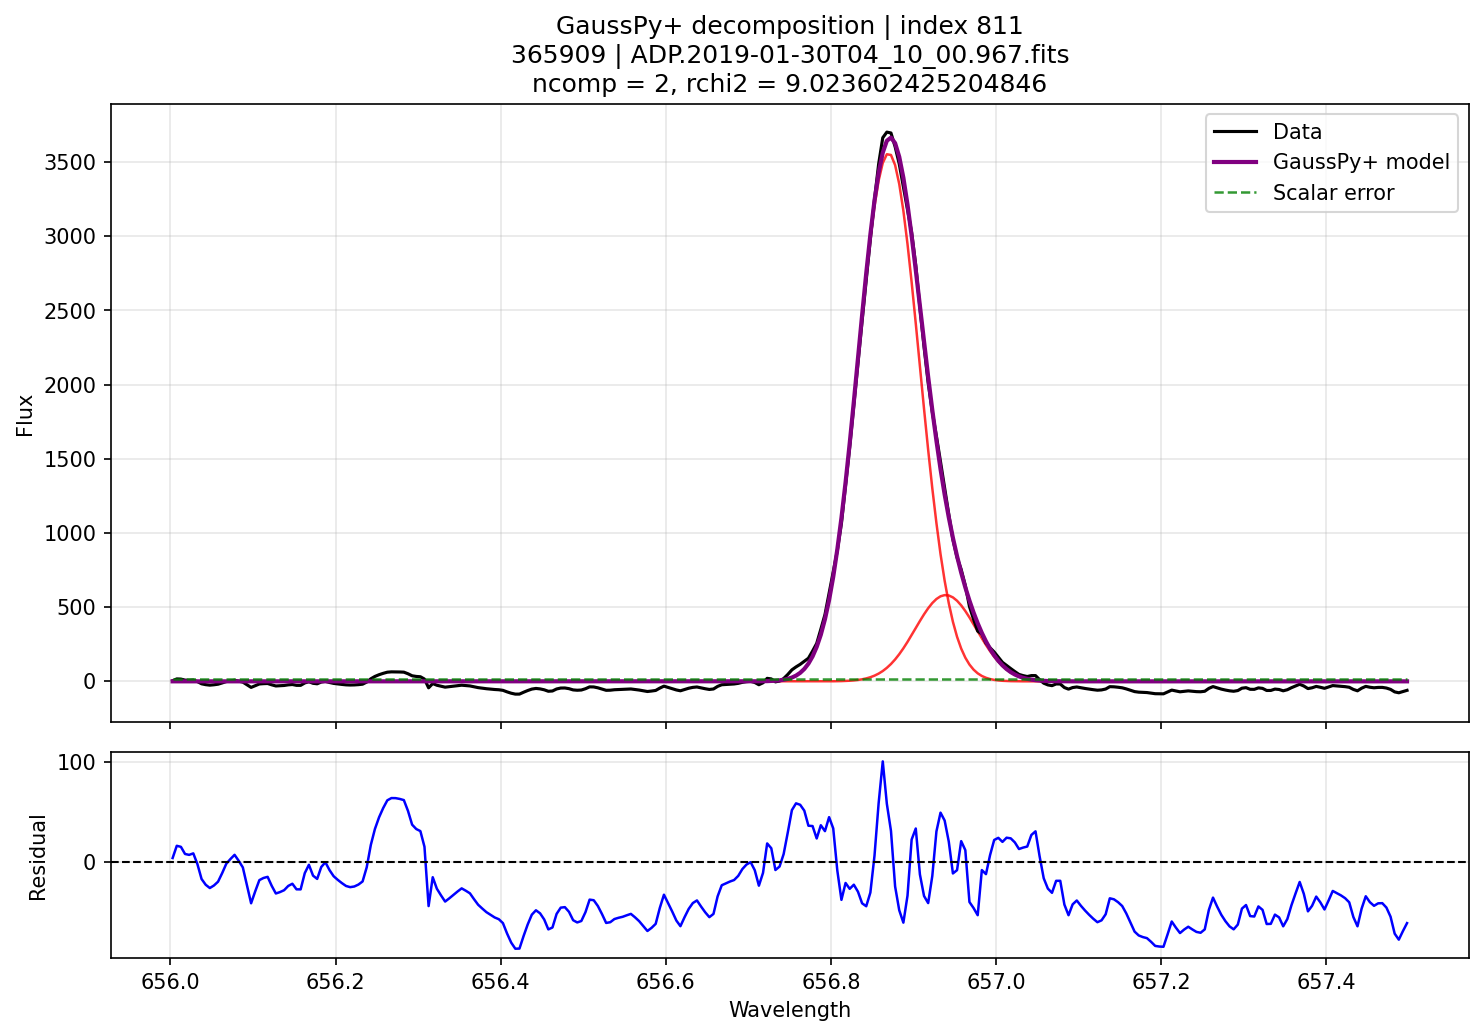 GaussPy+ decomposition | index 811
365909 | ADP.2019-01-30T04_10_00.967.fits
ncomp = 2, rchi2 = 9.023602425204846
Data
GaussPy+ model
Scalar error
3500
3000
2500
2000
1500
1000
500
0
Flux
100
0
Residual
656.0 656.2 656.4 656.6 656.8 657.0 657.2 657.4
Wavelength